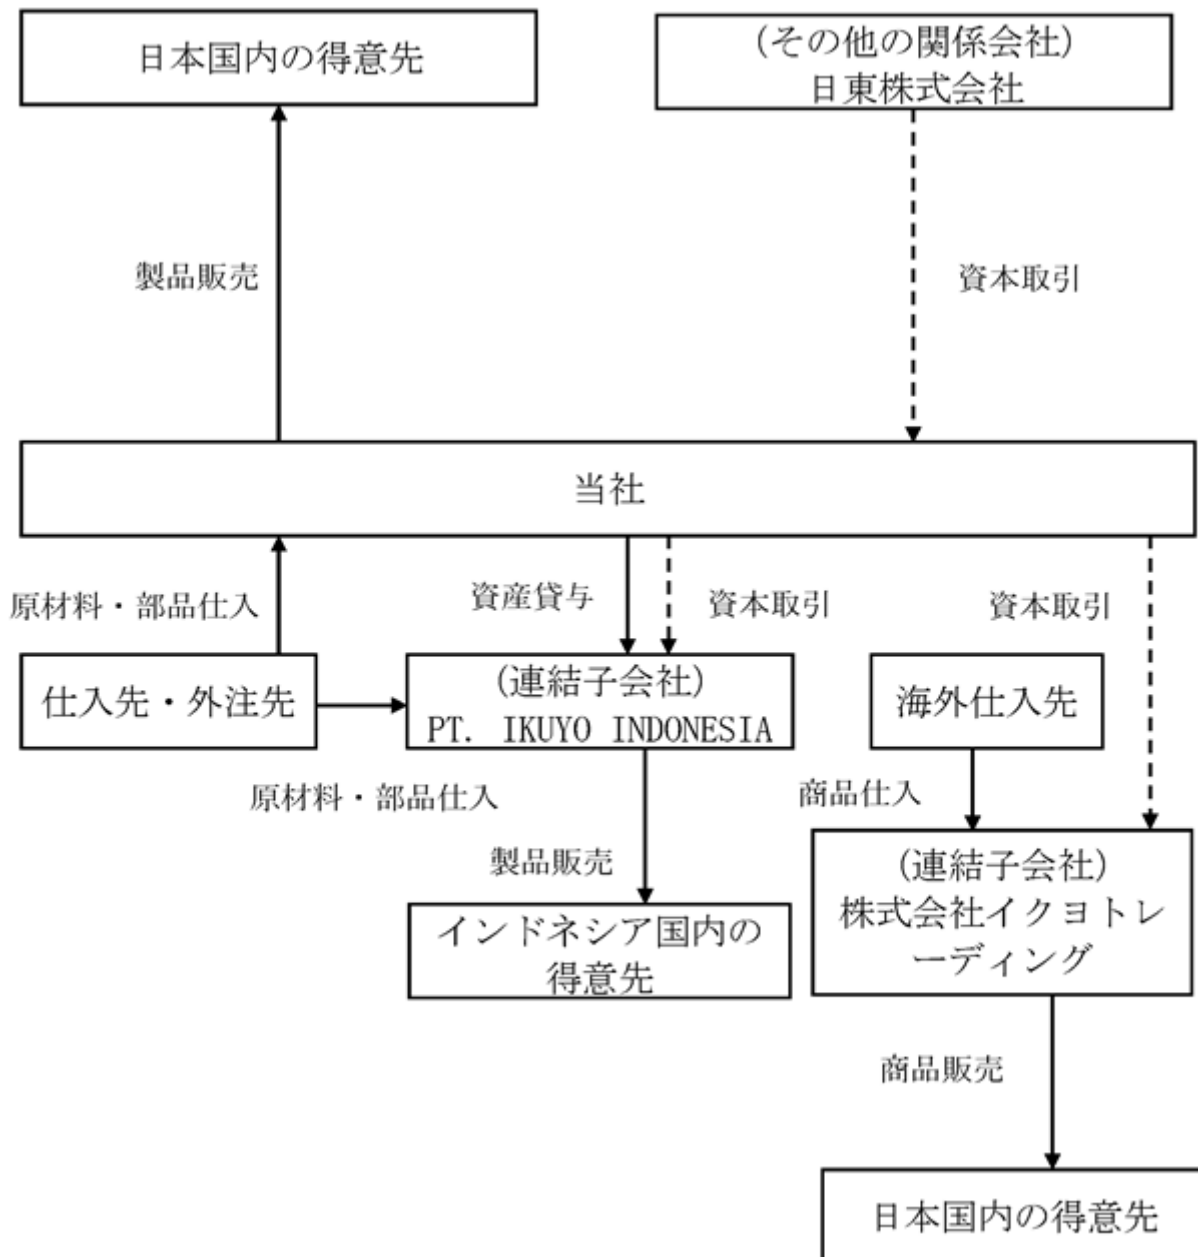 日本国内の得意先
(その他の関係会社)
日東株式会社
製品販売
資本取引
当社
原材料・部品仕入
資産貸与
資本取引
資本取引
仕入先・外注先
(連結子会社)
PT. IKUYO INDONESIA
海外仕入先
原材料・部品仕入
商品仕入
製品販売
(連結子会社)
株式会社イクヨトレ
ーディング
インドネシア国内の
得意先
商品販売
日本国内の得意先